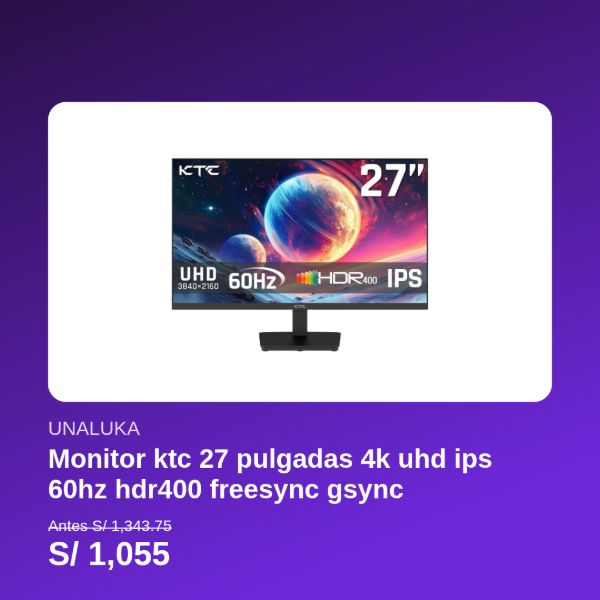 KTC
27"
UHD
3840×2160
60Hz
HDR400
IPS
KTC
UNALUKA
Monitor ktc 27 pulgadas 4k uhd ips
60hz hdr400 freesync gsync
Antes S/ 1,343.75
S/ 1,055